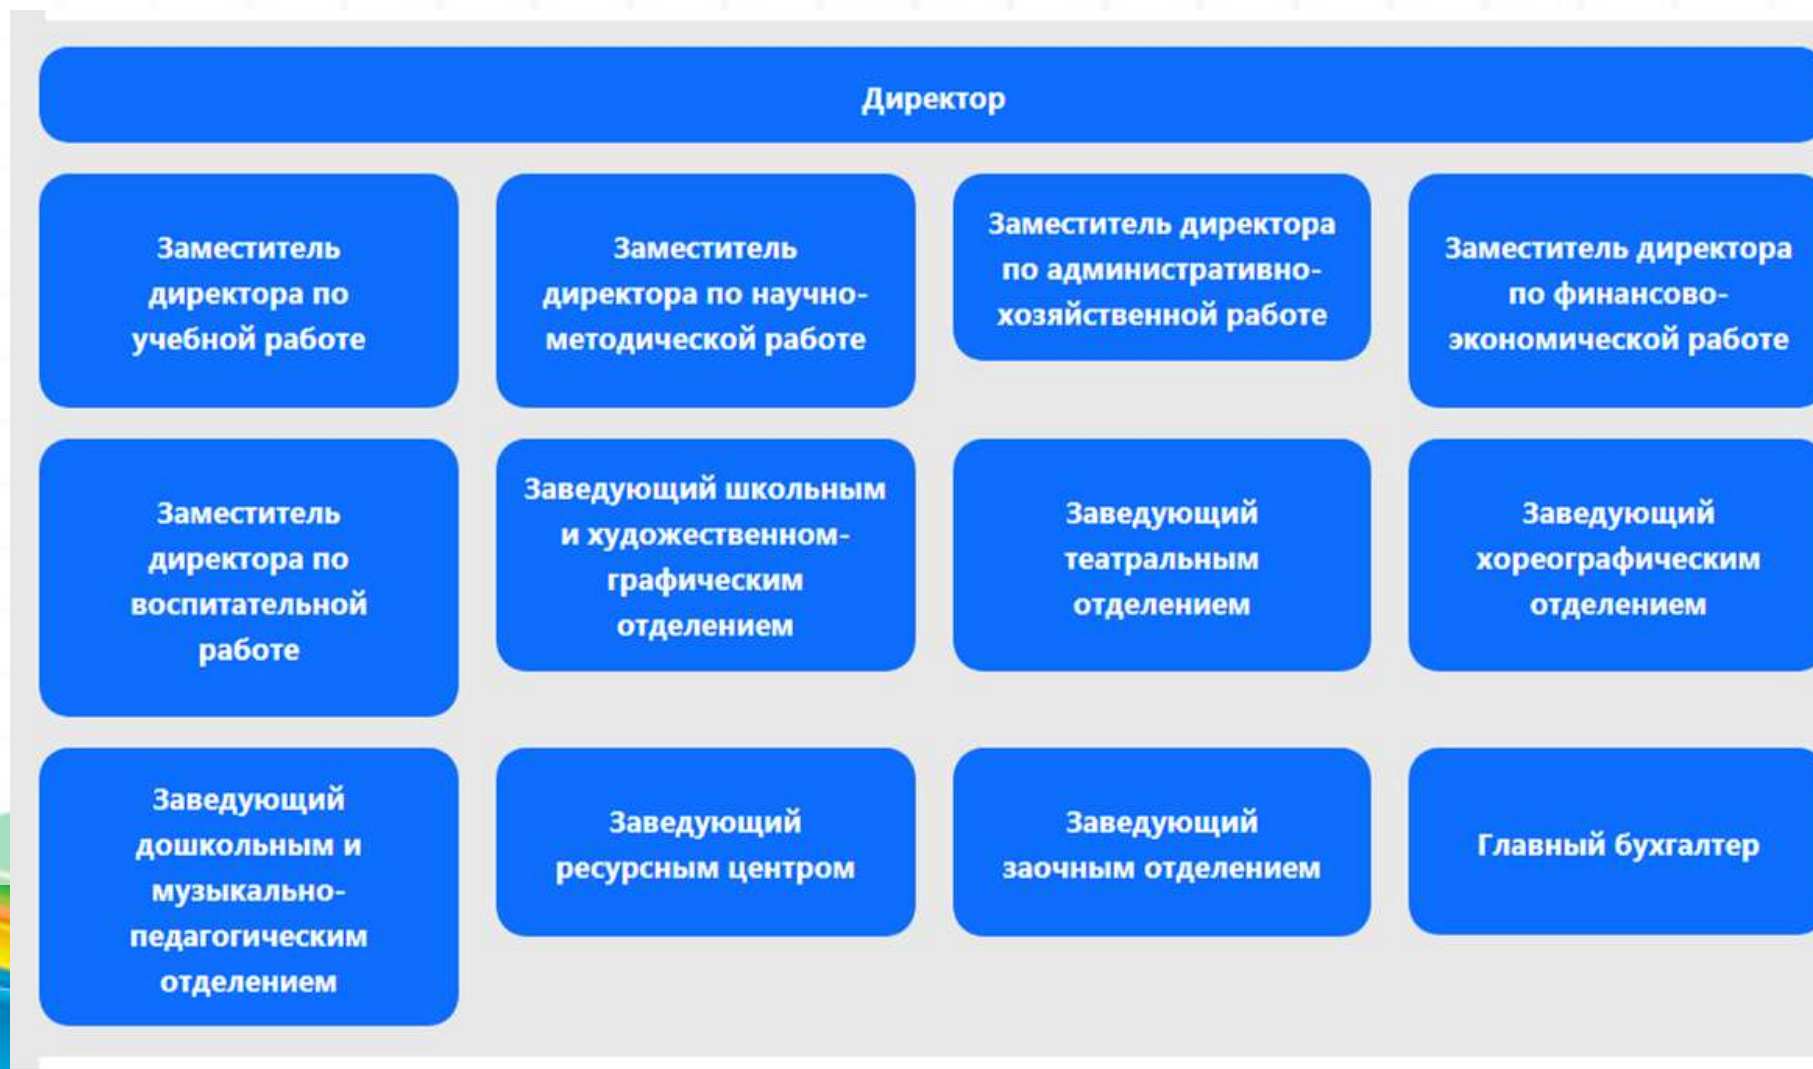 Директор
Заместитель
директора по
учебной работе
Заместитель
директора по научно-
методической работе
Заместитель директора
по административно-
хозяйственной работе
Заместитель директора
по финансово-
экономической работе
Заместитель
директора по
воспитательной
работе
Заведующий школьным
и художественном-
графическим
отделением
Заведующий
театральным
отделением
Заведующий
хореографическим
отделением
Заведующий
дошкольным и
музыкально-
педагогическим
отделением
Заведующий
ресурсным центром
Заведующий
заочным отделением
Главный бухгалтер